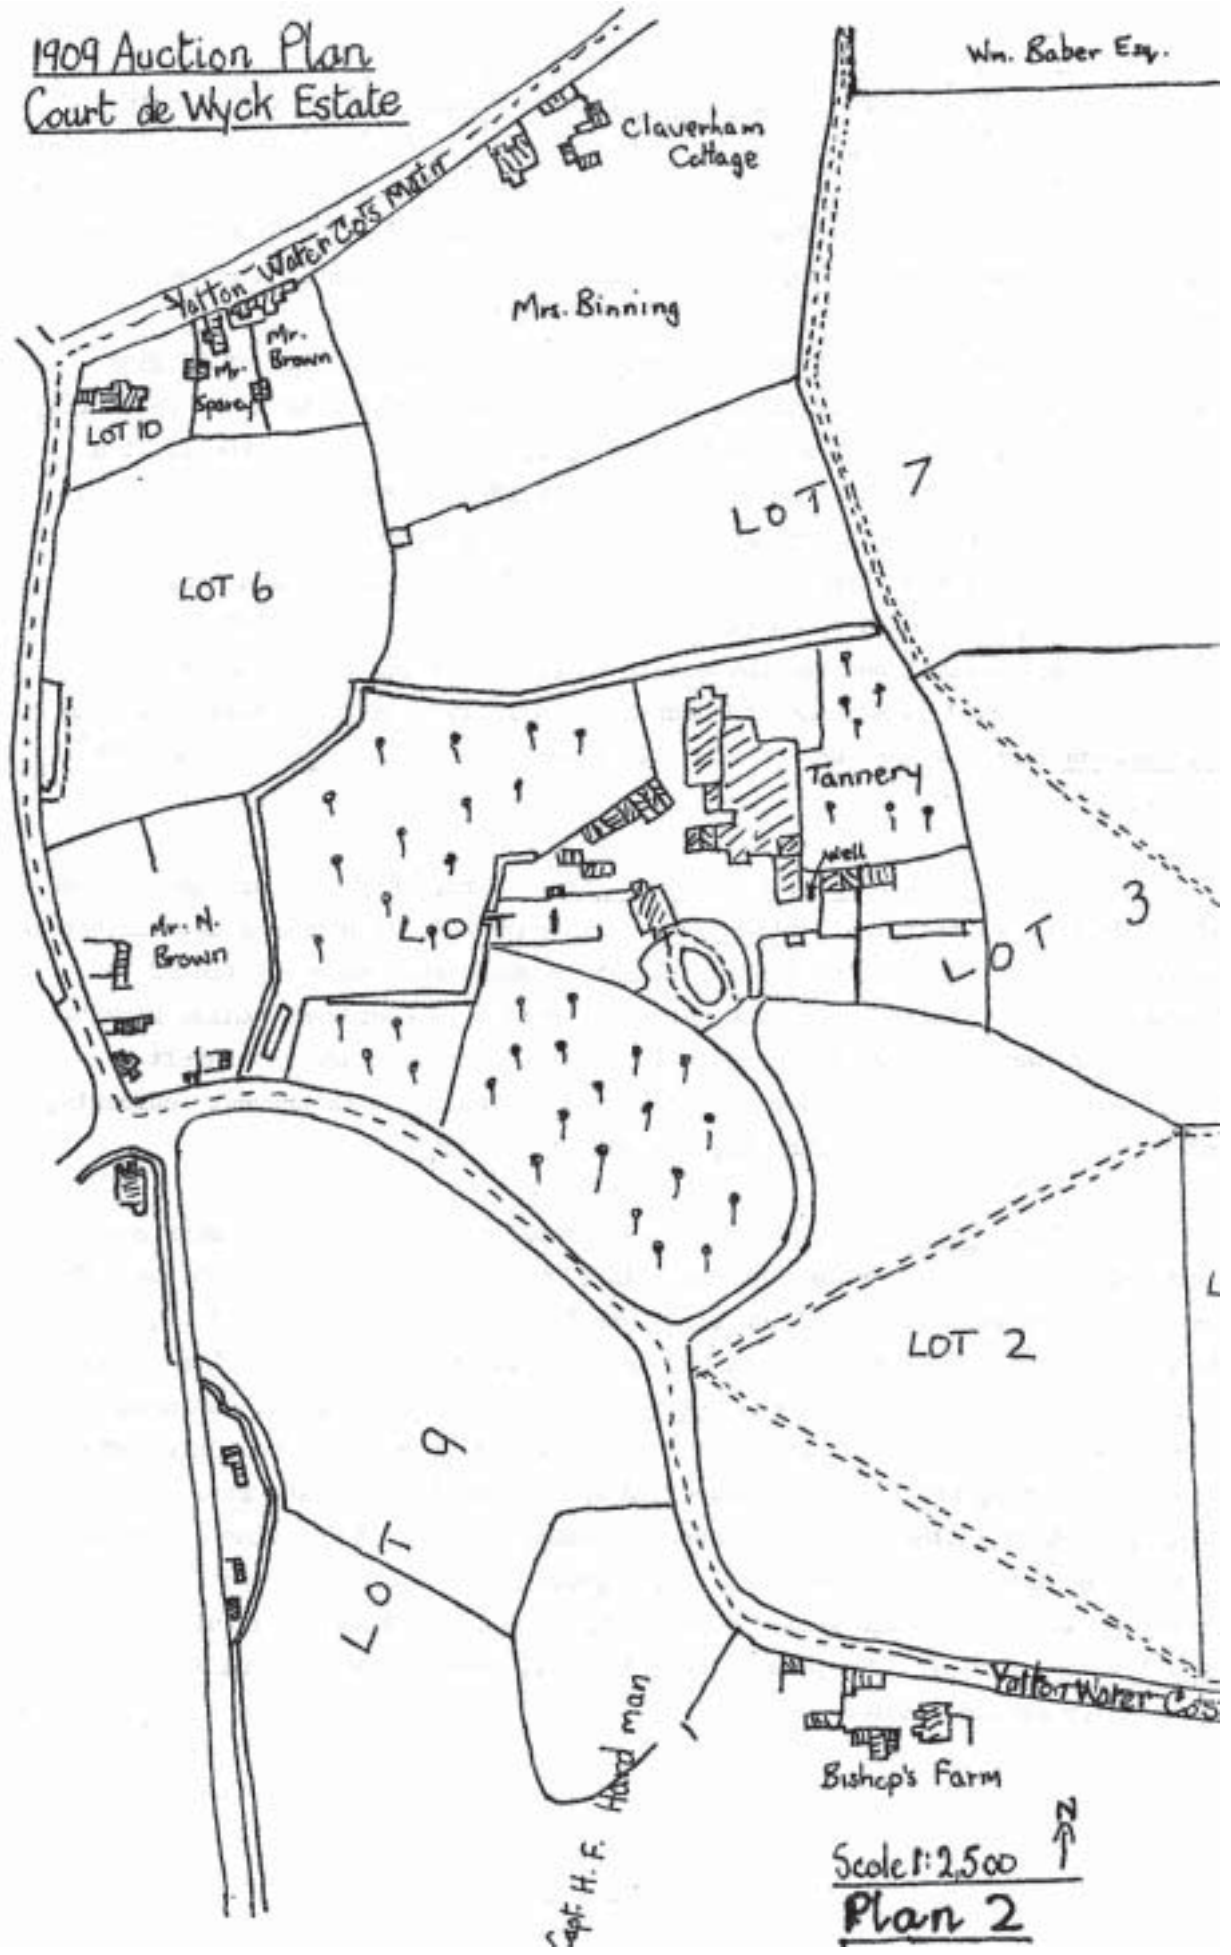 1909 Auction Plan
Court de Wyck Estate
Wm. Baber Esq.
Claverham
Cottage
Yatton Water Co's Main
Mrs. Binning
Mr.
Brown
Mr.
Sparey
LOT 10
LOT 7
LOT 6
Tannery
Well
LOT 3
LOT 1
Mr. N.
Brown
LOT 2
L
LOT 9
Capt. H. F. Hardman
Yatton Water Co's
Bishop's Farm
N
Scale 1:2,500
Plan 2